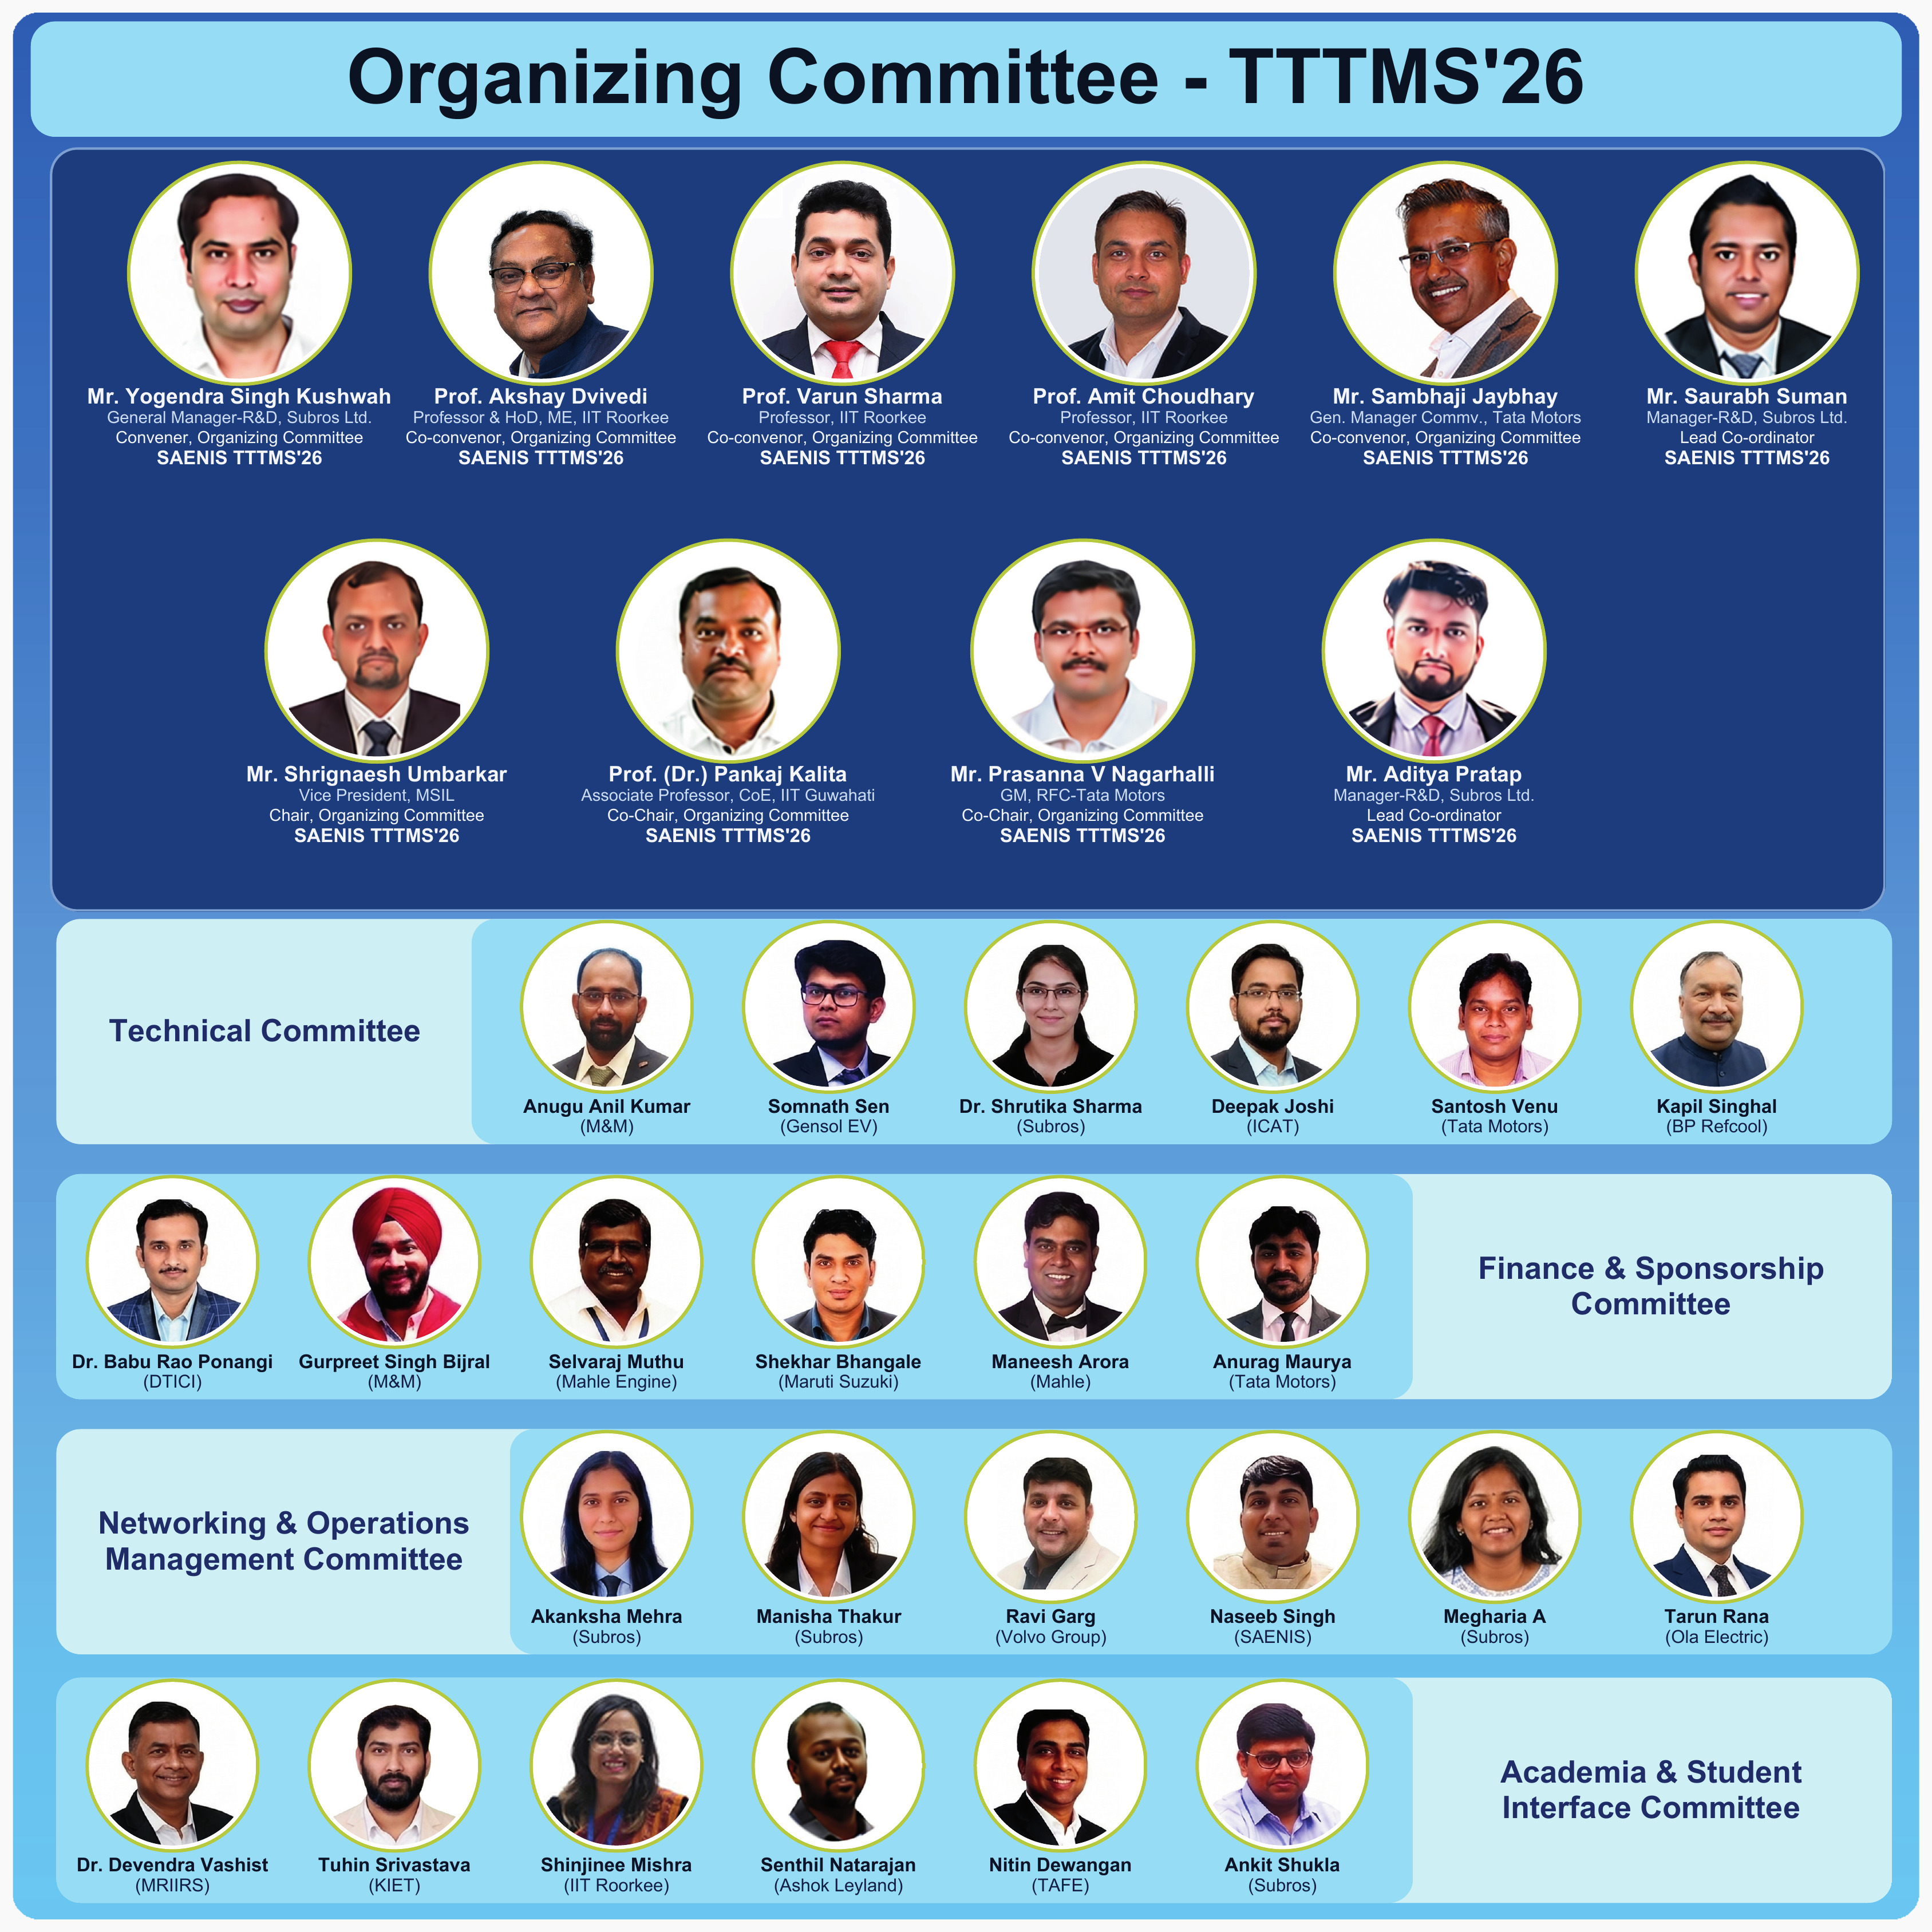 Organizing Committee - TTTMS'26
Mr. Yogendra Singh Kushwah
General Manager-R&D, Subros Ltd.
Convener, Organizing Committee
SAENIS TTTMS'26
Prof. Akshay Dvivedi
Professor & HoD, ME, IIT Roorkee
Co-convenor, Organizing Committee
SAENIS TTTMS'26
Prof. Varun Sharma
Professor, IIT Roorkee
Co-convenor, Organizing Committee
SAENIS TTTMS'26
Prof. Amit Choudhary
Professor, IIT Roorkee
Co-convenor, Organizing Committee
SAENIS TTTMS'26
Mr. Sambhaji Jaybhay
Gen. Manager Commv., Tata Motors
Co-convenor, Organizing Committee
SAENIS TTTMS'26
Mr. Saurabh Suman
Manager-R&D, Subros Ltd.
Lead Co-ordinator
SAENIS TTTMS'26
Mr. Shrignaesh Umbarkar
Vice President, MSIL
Chair, Organizing Committee
SAENIS TTTMS'26
Prof. (Dr.) Pankaj Kalita
Associate Professor, CoE, IIT Guwahati
Co-Chair, Organizing Committee
SAENIS TTTMS'26
Mr. Prasanna V Nagarhalli
GM, RFC-Tata Motors
Co-Chair, Organizing Committee
SAENIS TTTMS'26
Mr. Aditya Pratap
Manager-R&D, Subros Ltd.
Lead Co-ordinator
SAENIS TTTMS'26
Technical Committee
Anugu Anil Kumar
(M&M)
Somnath Sen
(Gensol EV)
Dr. Shrutika Sharma
(Subros)
Deepak Joshi
(ICAT)
Santosh Venu
(Tata Motors)
Kapil Singhal
(BP Refcool)
Dr. Babu Rao Ponangi
(DTICI)
Gurpreet Singh Bijral
(M&M)
Selvaraj Muthu
(Mahle Engine)
Shekhar Bhangale
(Maruti Suzuki)
Maneesh Arora
(Mahle)
Anurag Maurya
(Tata Motors)
Finance & Sponsorship
Committee
Networking & Operations
Management Committee
Akanksha Mehra
(Subros)
Manisha Thakur
(Subros)
Ravi Garg
(Volvo Group)
Naseeb Singh
(SAENIS)
Megharia A
(Subros)
Tarun Rana
(Ola Electric)
Dr. Devendra Vashist
(MRIIRS)
Tuhin Srivastava
(KIET)
Shinjinee Mishra
(IIT Roorkee)
Senthil Natarajan
(Ashok Leyland)
Nitin Dewangan
(TAFE)
Ankit Shukla
(Subros)
Academia & Student
Interface Committee